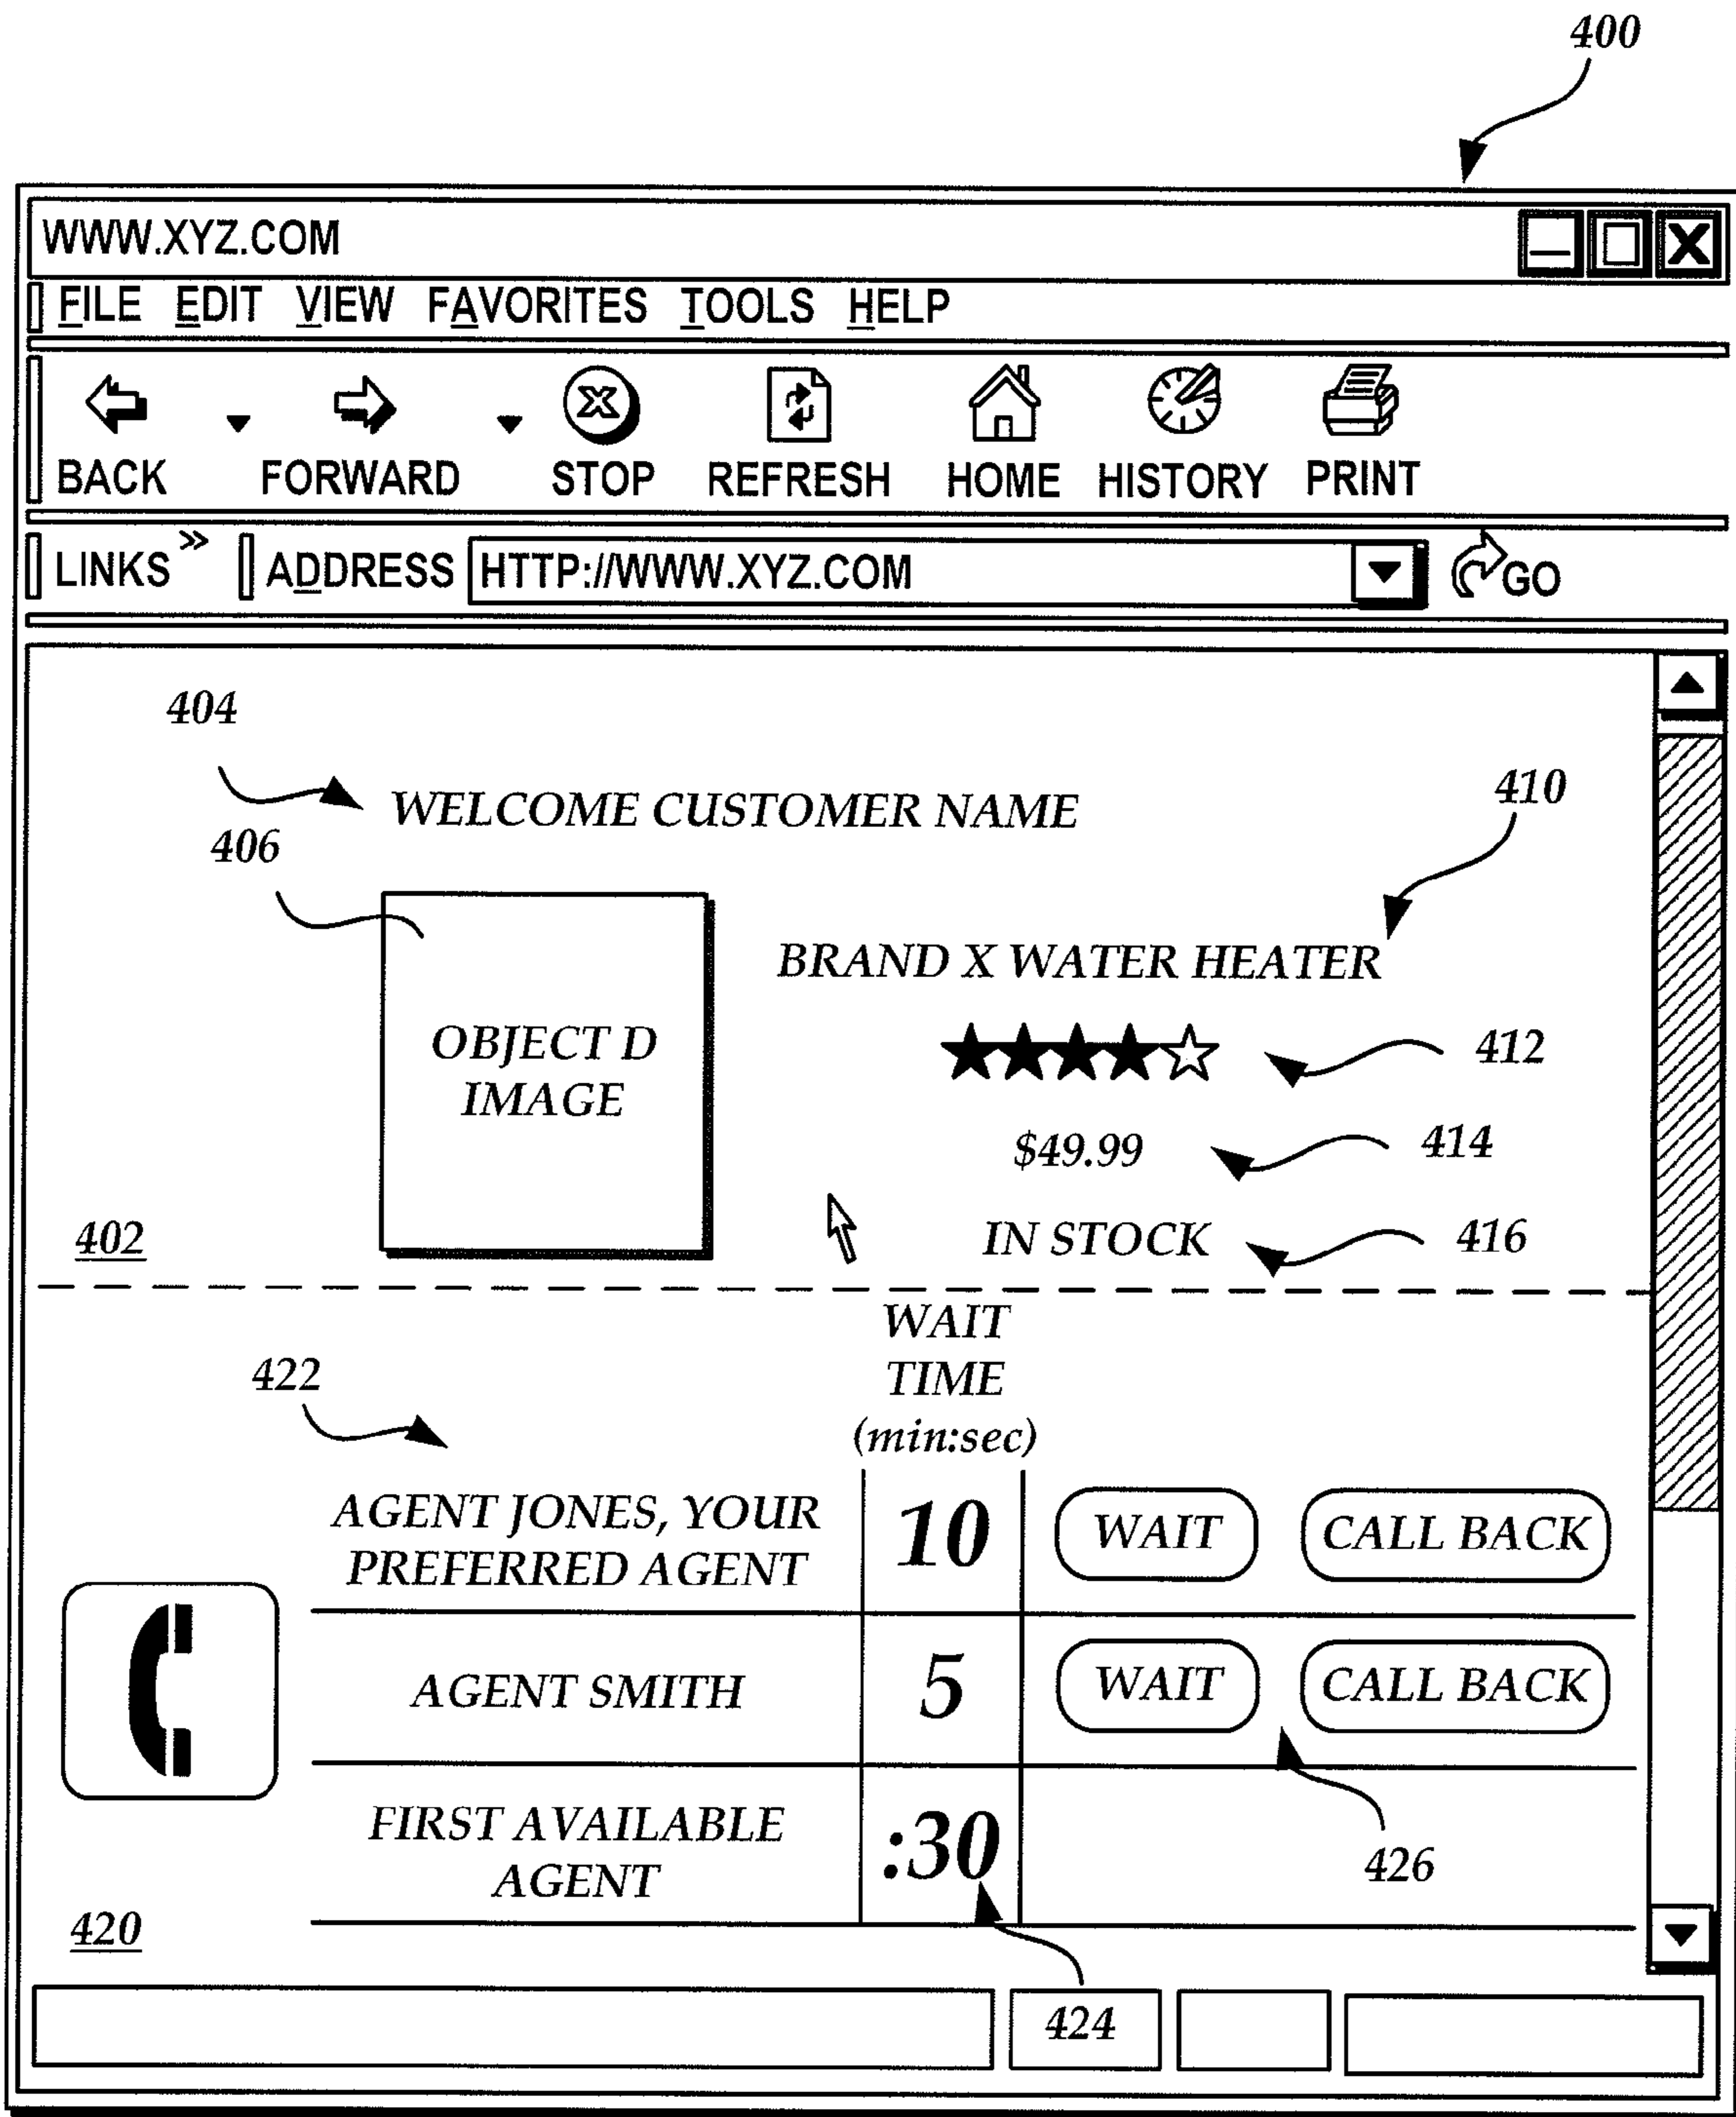 400
WWW.XYZ.COM
FILE EDIT VIEW FAVORITES TOOLS HELP
BACK FORWARD STOP REFRESH HOME HISTORY PRINT
LINKS » ADDRESS HTTP://WWW.XYZ.COM GO
404
WELCOME CUSTOMER NAME
410
406
BRAND X WATER HEATER
OBJECT D
IMAGE
412
$49.99
414
IN STOCK
416
402
WAIT
TIME
(min:sec)
422
AGENT JONES, YOUR
PREFERRED AGENT
10
WAIT
CALL BACK
AGENT SMITH
5
WAIT
CALL BACK
FIRST AVAILABLE
AGENT
:30
426
420
424